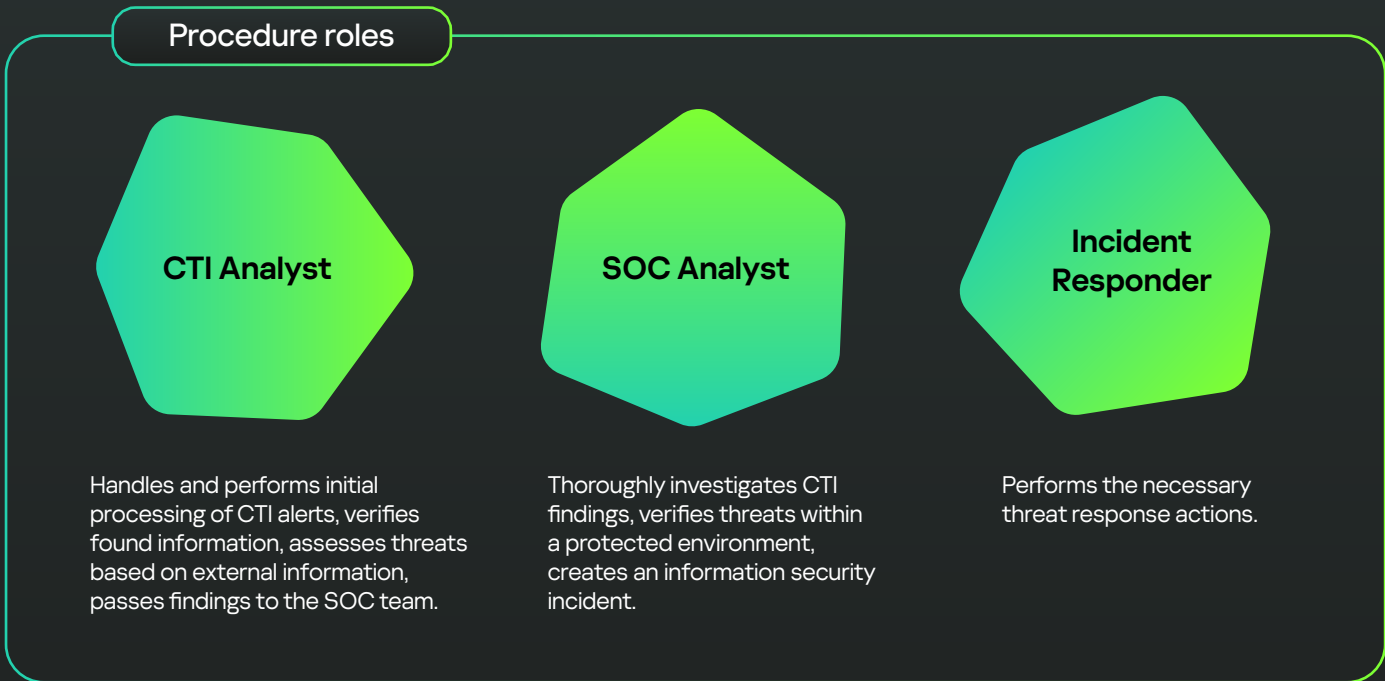 Procedure roles
CTI Analyst
Handles and performs initial
processing of CTI alerts, verifies
found information, assesses threats
based on external information,
passes findings to the SOC team.
SOC Analyst
Thoroughly investigates CTI
findings, verifies threats within
a protected environment,
creates an information security
incident.
Incident
Responder
Performs the necessary
threat response actions.